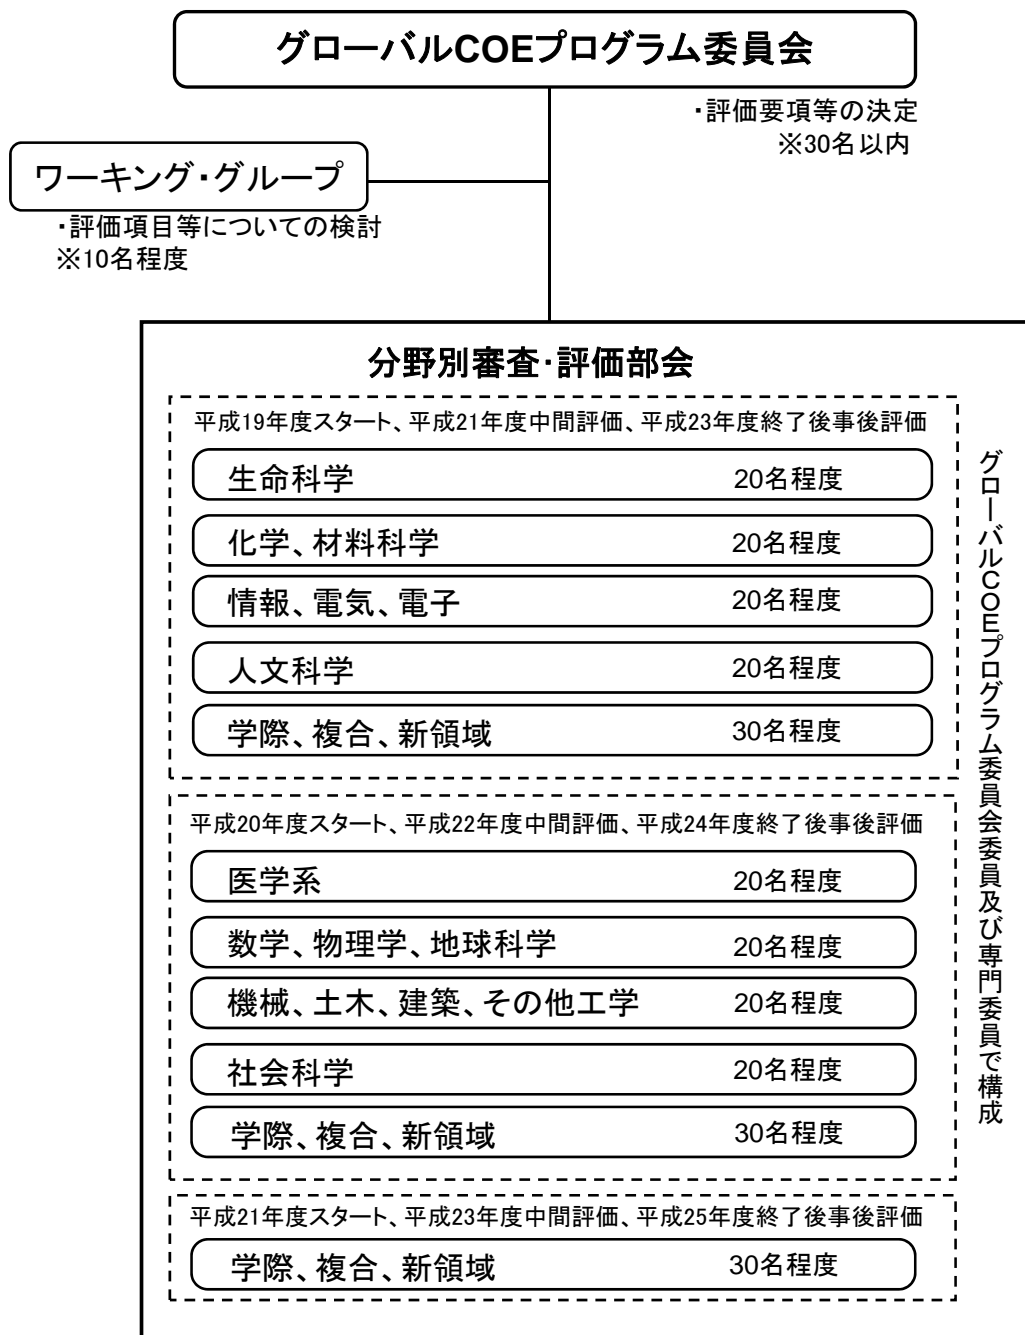 グローバルCOEプログラム委員会
・評価要項等の決定
※30名以内
ワーキング・グループ
・評価項目等についての検討
※10名程度
分野別審査・評価部会
平成19年度スタート、平成21年度中間評価、平成23年度終了後事後評価
生命科学 20名程度
化学、材料科学 20名程度
情報、電気、電子 20名程度
人文科学 20名程度
学際、複合、新領域 30名程度
平成20年度スタート、平成22年度中間評価、平成24年度終了後事後評価
医学系 20名程度
数学、物理学、地球科学 20名程度
機械、土木、建築、その他工学 20名程度
社会科学 20名程度
学際、複合、新領域 30名程度
平成21年度スタート、平成23年度中間評価、平成25年度終了後事後評価
学際、複合、新領域 30名程度
グローバルCOEプログラム委員会委員及び専門委員で構成